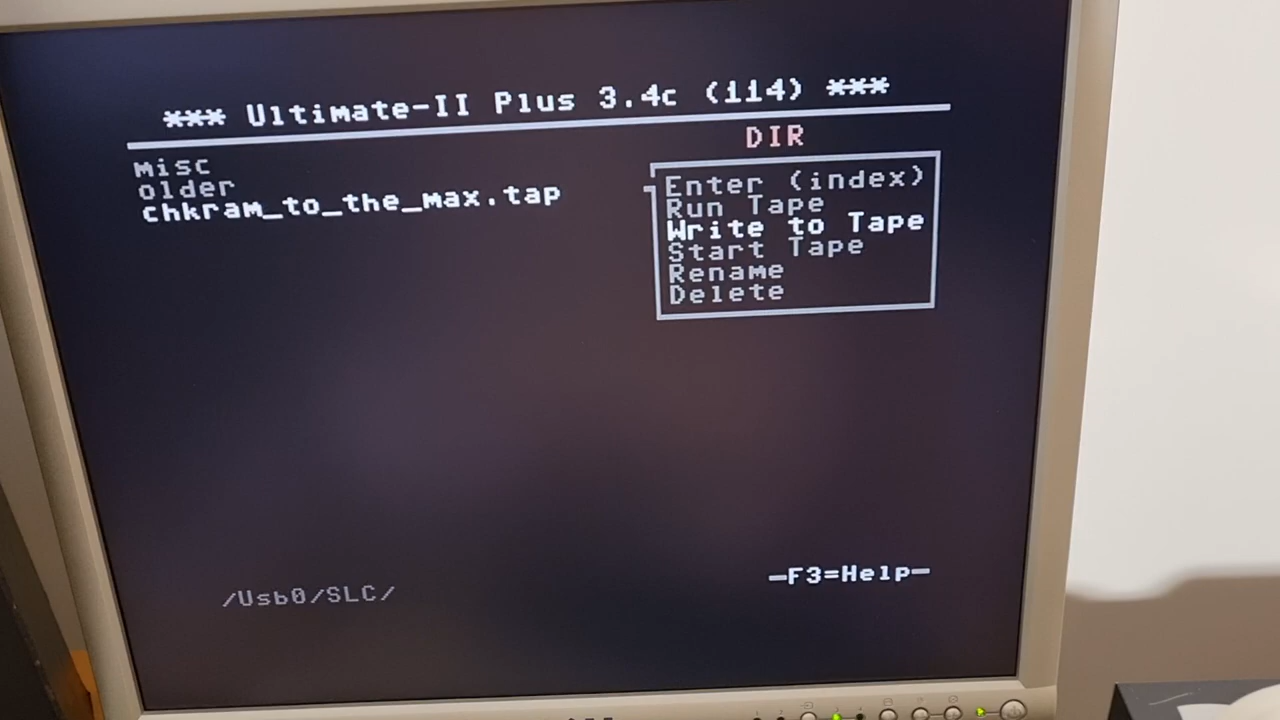 *** Ultimate-II Plus 3.4c (114) ***
DIR
misc
older
Chkram_to_the_max.tap
Enter (index)
Run Tape
Write to Tape
Start Tape
Rename
Delete
-F3=Help-
/Usb0/SLC/